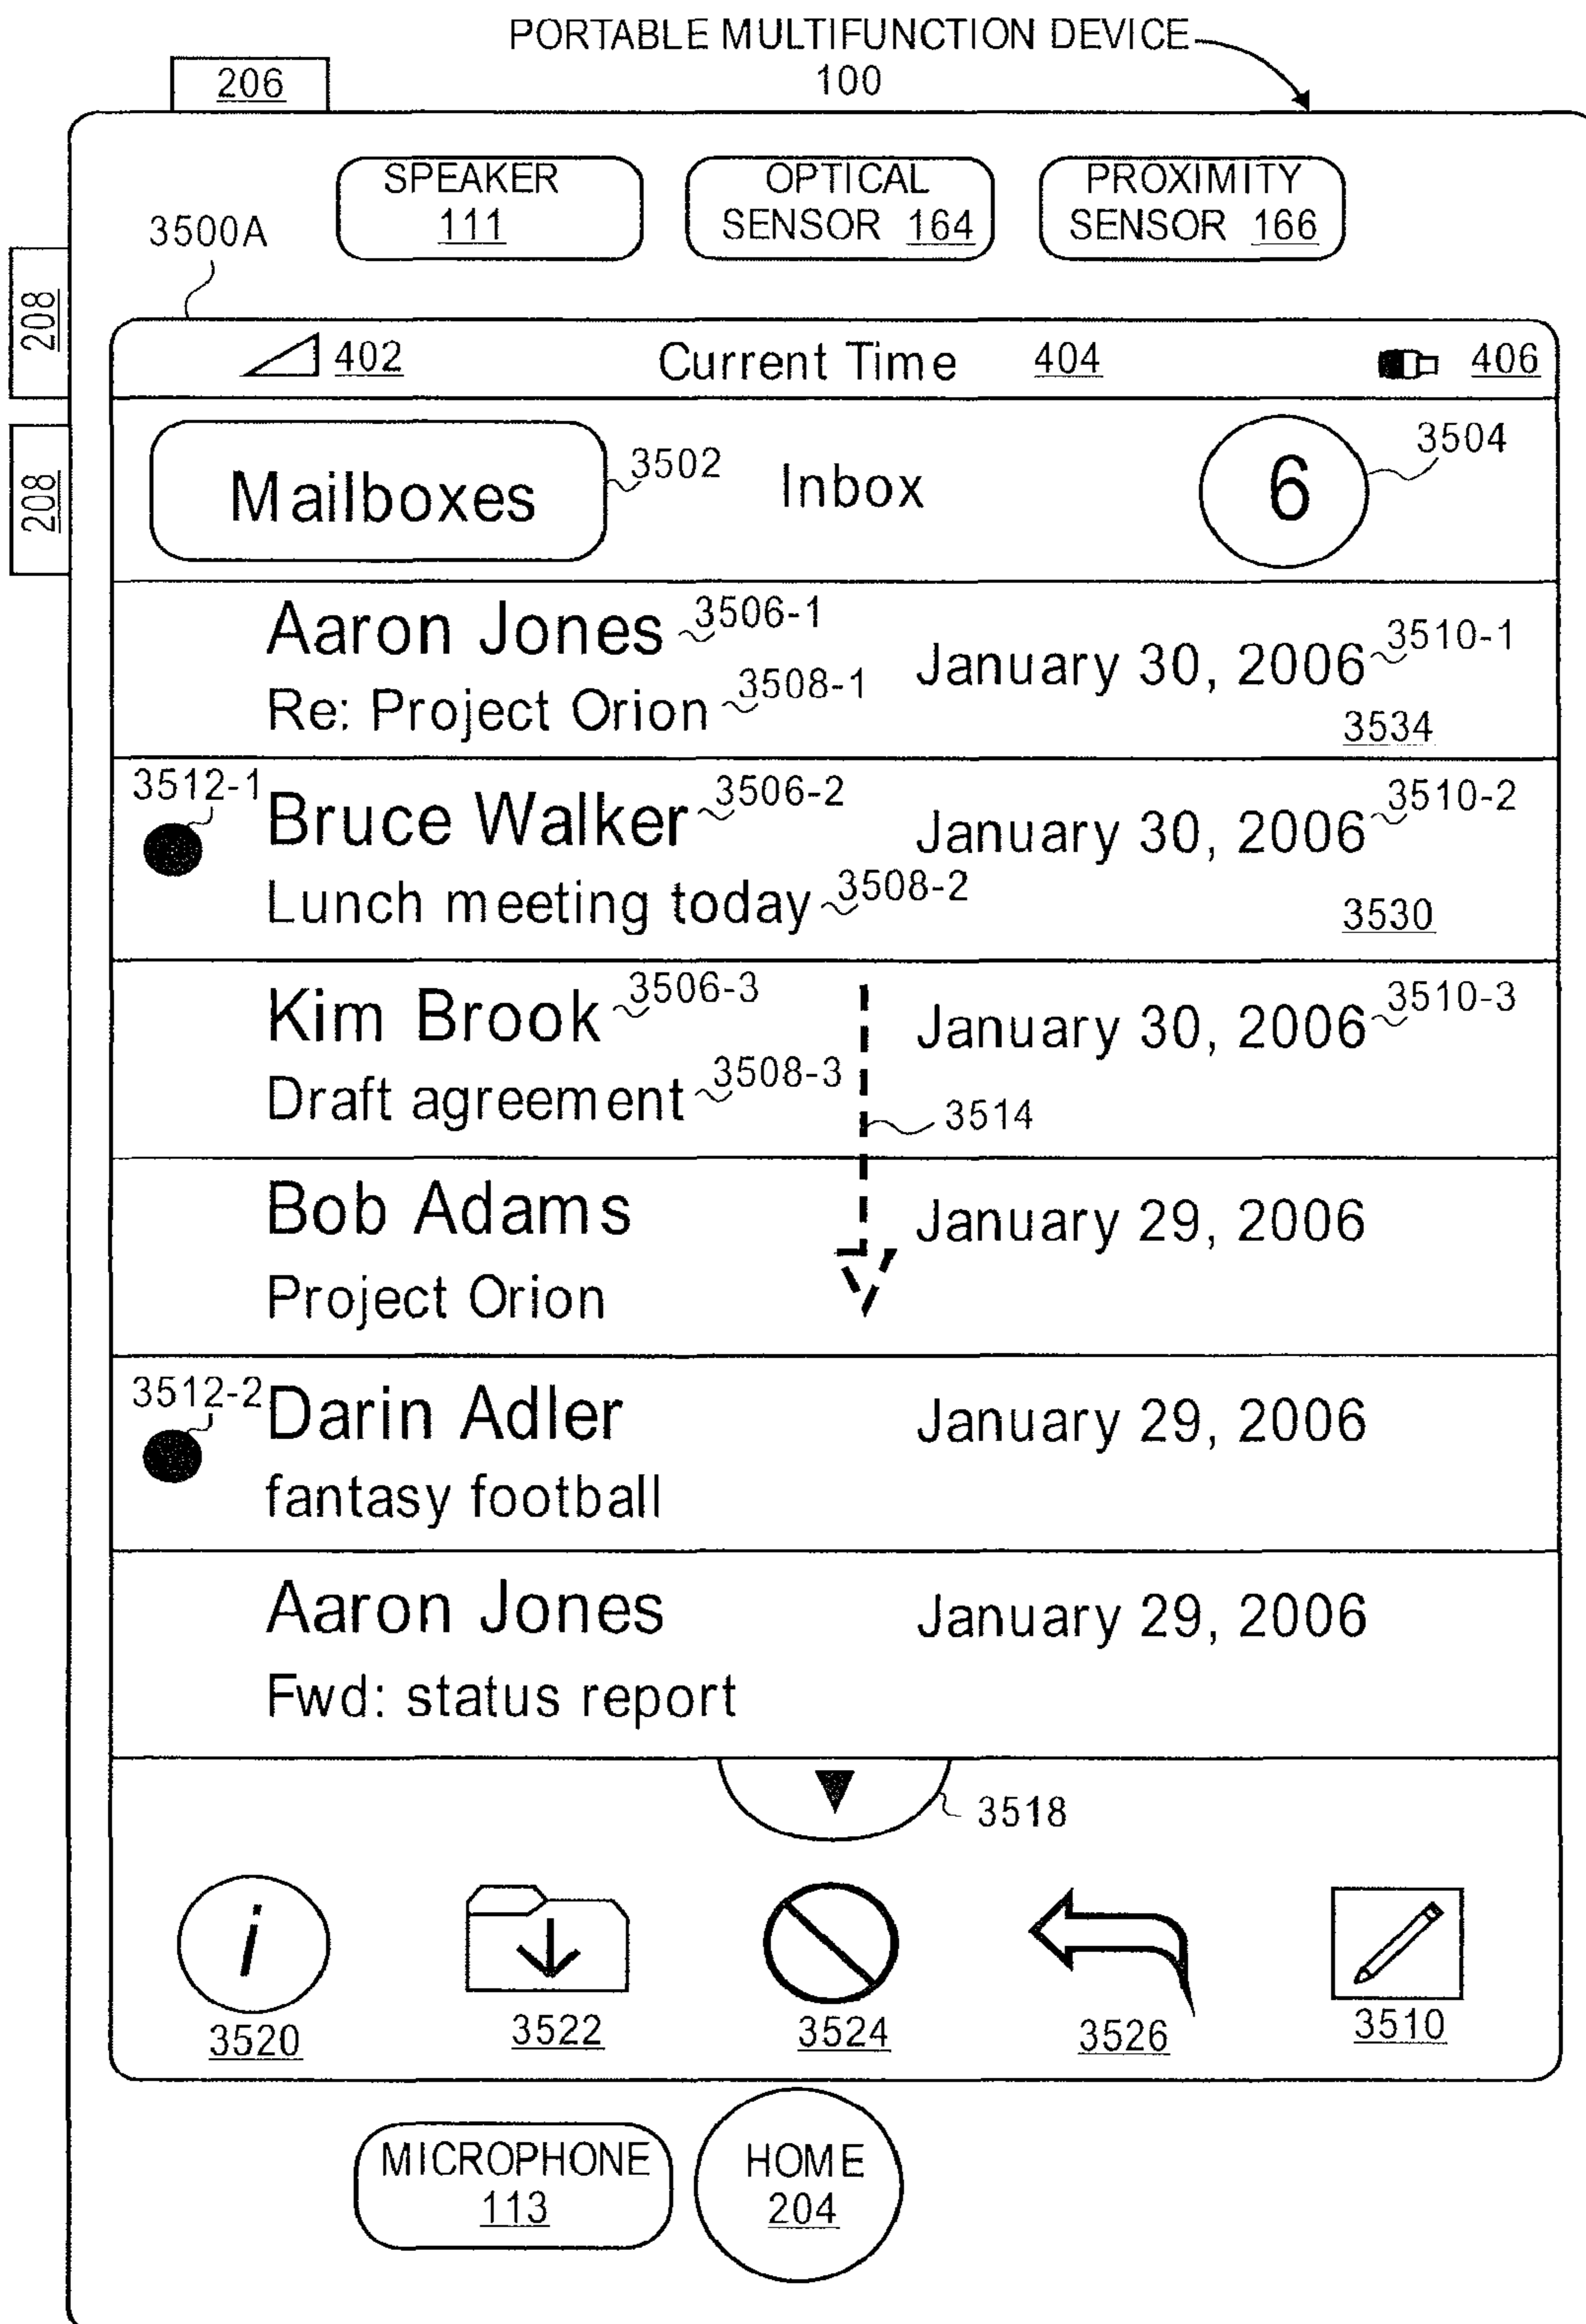 PORTABLE MULTIFUNCTION DEVICE
100
206
SPEAKER
111
OPTICAL
SENSOR 164
PROXIMITY
SENSOR 166
3500A
208
208
402 Current Time 404 406
Mailboxes 3502 Inbox 6 3504
Aaron Jones 3506-1
January 30, 2006 3510-1
Re: Project Orion 3508-1
3534
3512-1
Bruce Walker 3506-2
January 30, 2006 3510-2
Lunch meeting today 3508-2
3530
Kim Brook 3506-3
January 30, 2006 3510-3
Draft agreement 3508-3
3514
Bob Adams January 29, 2006
Project Orion
3512-2
Darin Adler January 29, 2006
fantasy football
Aaron Jones January 29, 2006
Fwd: status report
3518
i
3520 3522 3524 3526 3510
MICROPHONE
113
HOME
204